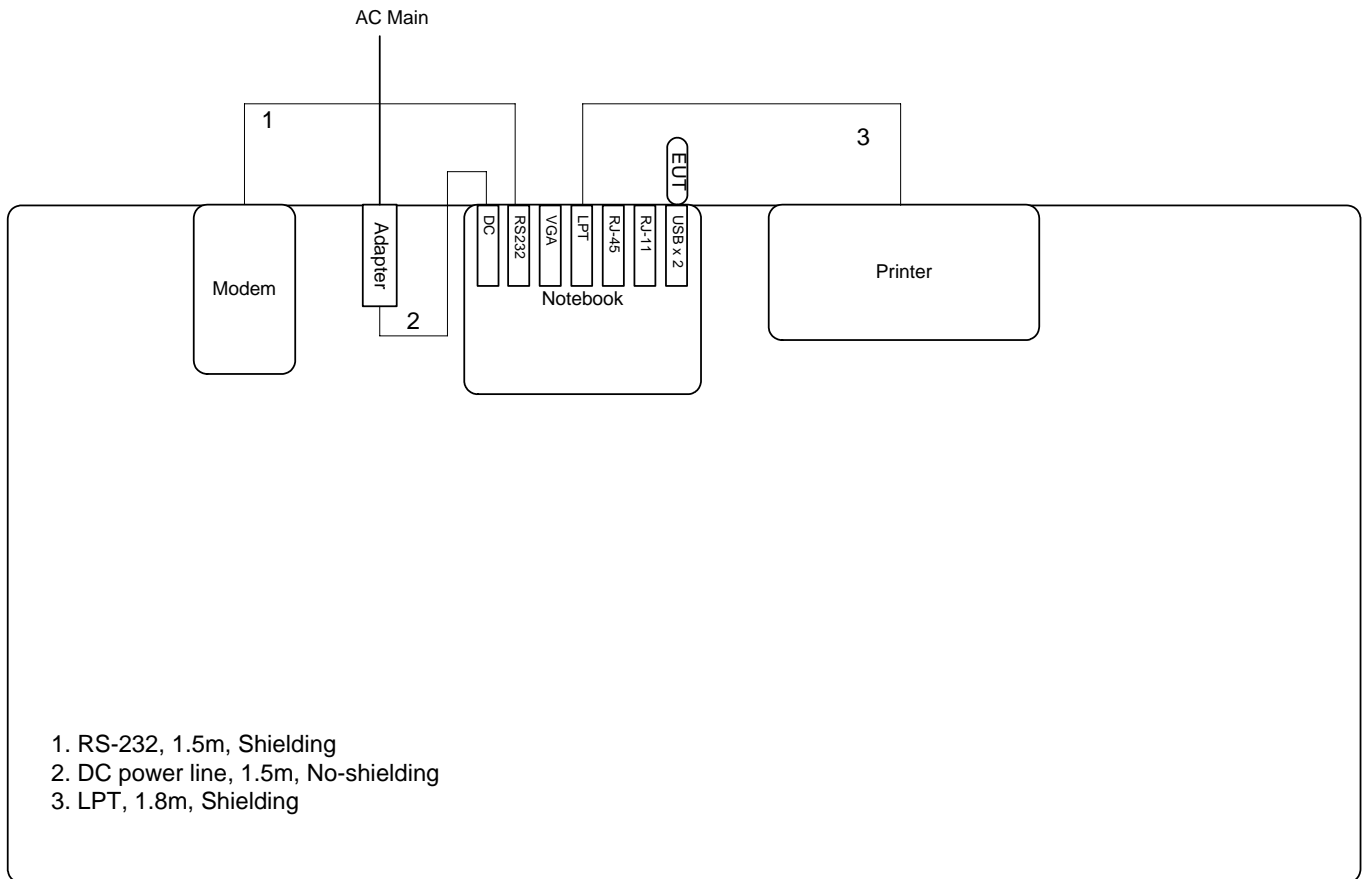 AC Main
1
3
EUT
DC
RS232
VGA
LPT
RJ-45
RJ-11
USB x 2
Adapter
Modem
Notebook
Printer
2
1. RS-232, 1.5m, Shielding
2. DC power line, 1.5m, No-shielding
3. LPT, 1.8m, Shielding